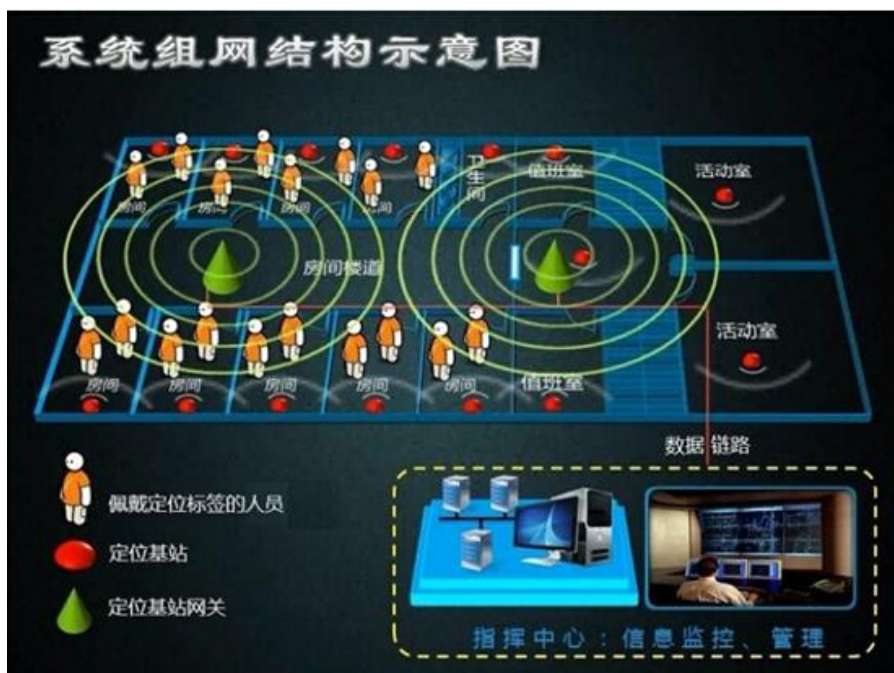 系统组网结构示意图
卫生间
值班室
活动室
房间
房间
房间
房间
房间楼道
活动室
房间
房间
房间
房间
房间
值班室
数据链路
佩戴定位标签的人员
定位基站
定位基站网关
指挥中心:信息监控、管理